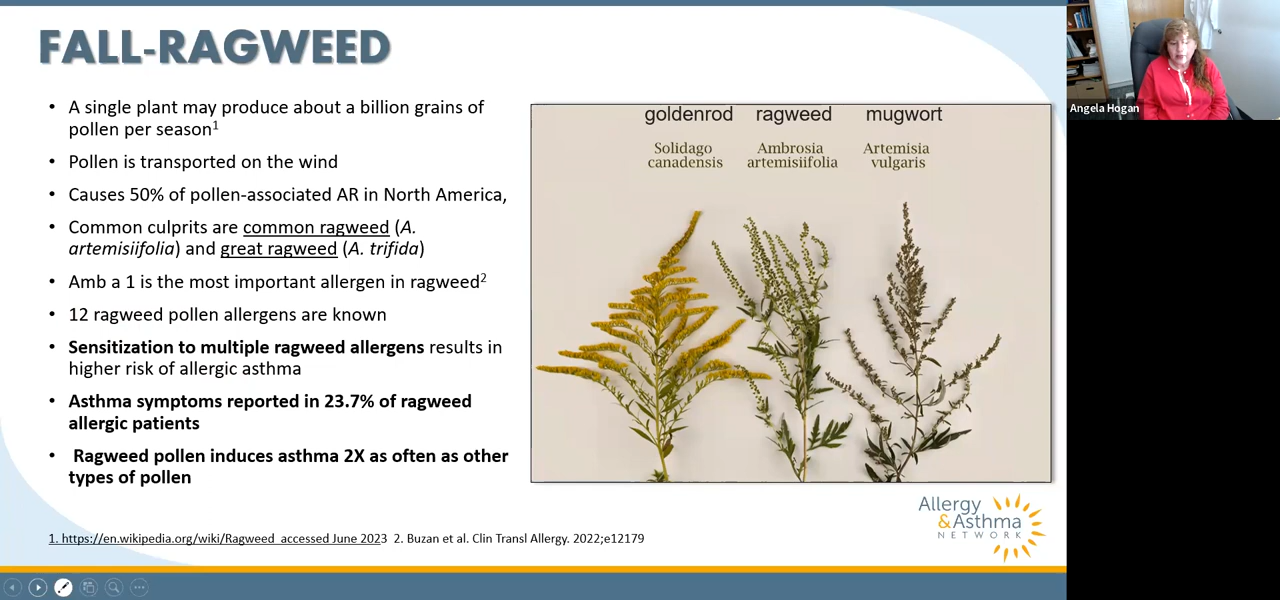 FALL-RAGWEED
• A single plant may produce about a billion grains of
pollen per season1
• Pollen is transported on the wind
• Causes 50% of pollen-associated AR in North America,
• Common culprits are common ragweed (A.
artemisiifolia) and great ragweed (A. trifida)
• Amb a 1 is the most important allergen in ragweed2
• 12 ragweed pollen allergens are known
• Sensitization to multiple ragweed allergens results in
higher risk of allergic asthma
• Asthma symptoms reported in 23.7% of ragweed
allergic patients
• Ragweed pollen induces asthma 2X as often as other
types of pollen
goldenrod ragweed mugwort
Solidago Ambrosia Artemisia
canadensis artemisiifolia vulgaris
Allergy
&Asthma
NETWORK
1. https://en.wikipedia.org/wiki/Ragweed accessed June 2023 2. Buzan et al. Clin Transl Allergy. 2022;e12179
Angela Hogan